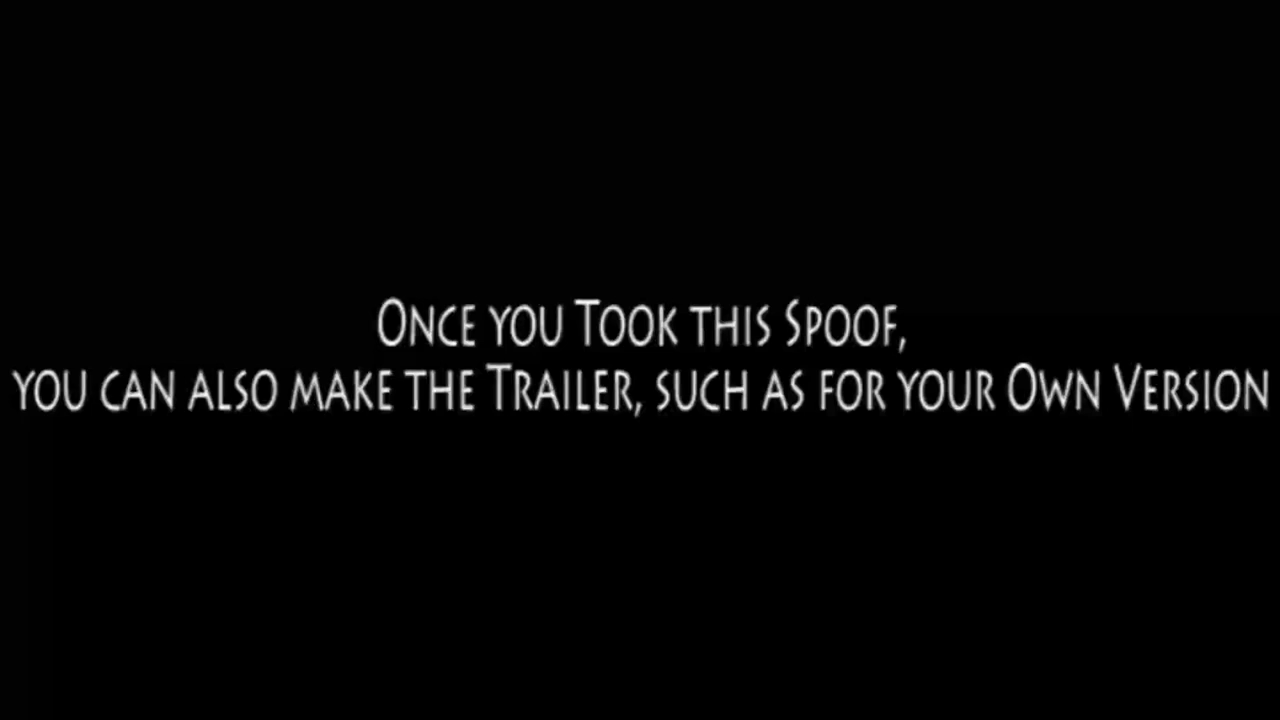 Once you Took this Spoof,
you can also make the Trailer, such as for your Own Version